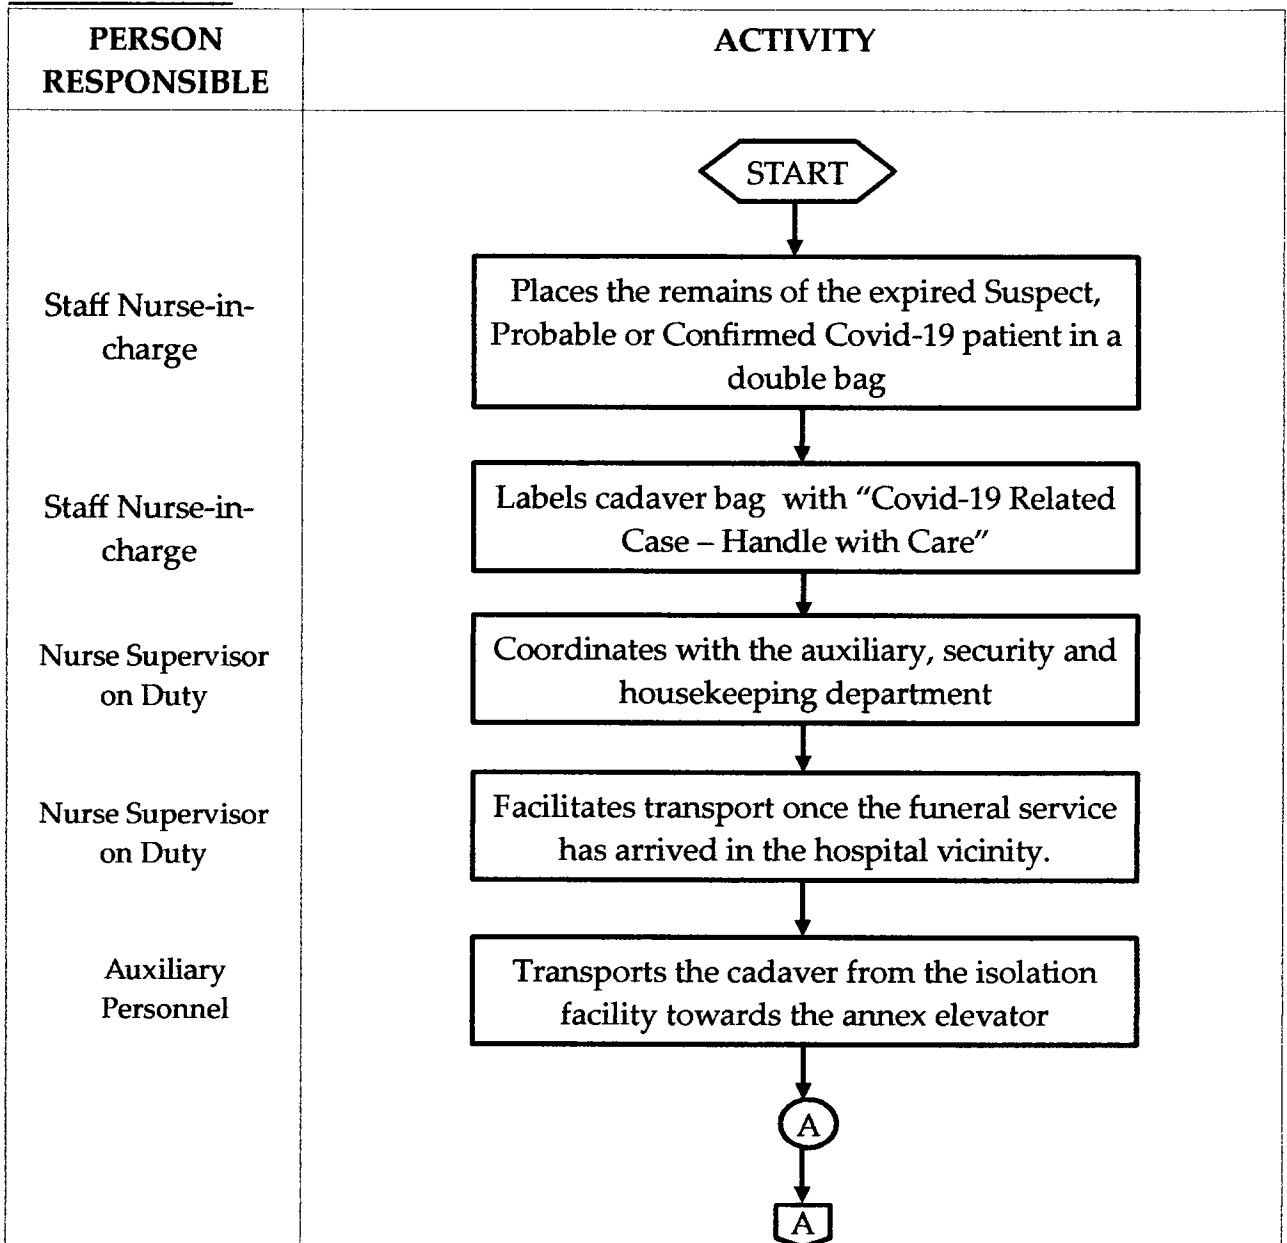 PERSON
RESPONSIBLE
ACTIVITY
START
Staff Nurse-in-
charge
Places the remains of the expired Suspect,
Probable or Confirmed Covid-19 patient in a
double bag
Staff Nurse-in-
charge
Labels cadaver bag with “Covid-19 Related
Case – Handle with Care”
Nurse Supervisor
on Duty
Coordinates with the auxiliary, security and
housekeeping department
Nurse Supervisor
on Duty
Facilitates transport once the funeral service
has arrived in the hospital vicinity.
Auxiliary
Personnel
Transports the cadaver from the isolation
facility towards the annex elevator
A
A